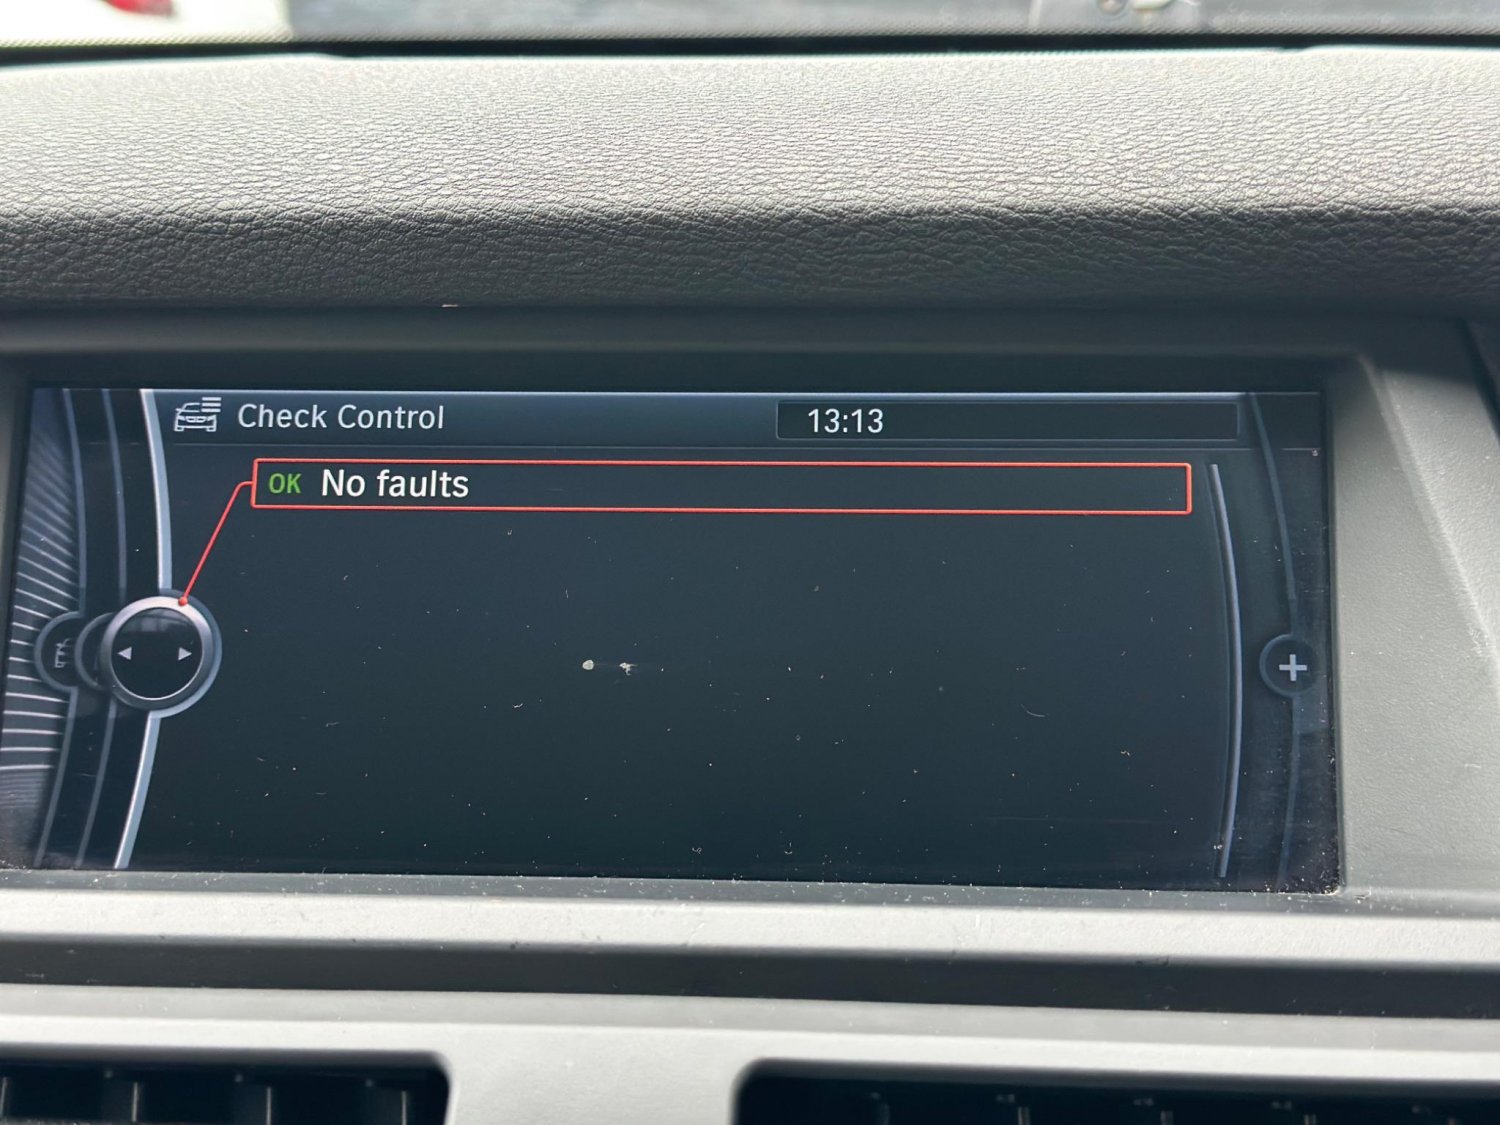 Check Control
13:13
OK No faults